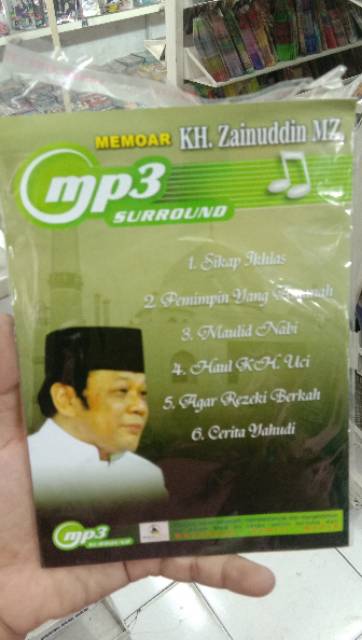 MEMOAR KH. Zainuddin MZ
mp3
SURROUND
1. Sikap Ikhlas
2. Pemimpin Yang
3. Maulid Nabi
4. Haul KH. Uci
5. Agar Rezeki Berkah
6. Cerita Yahudi
mp3
SURROUND